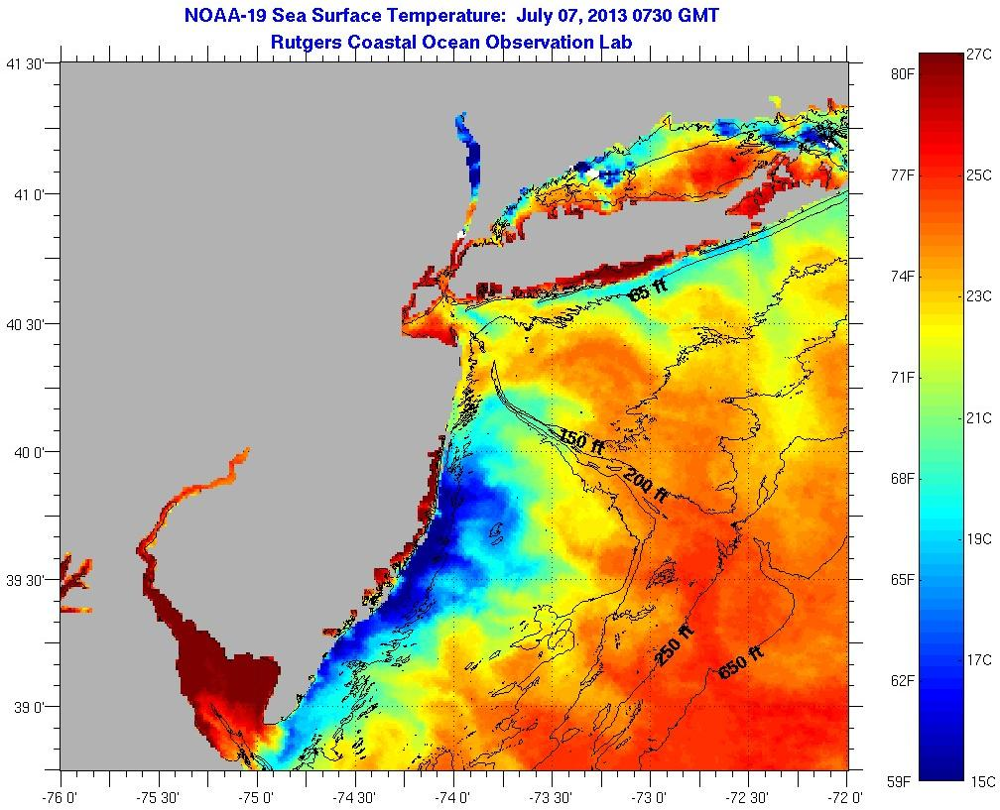 NOAA-19 Sea Surface Temperature: July 07, 2013 0730 GMT
Rutgers Coastal Ocean Observation Lab
41 30'
41 0'
40 30'
40 0'
39 30'
39 0'
-76 0'
-75 30'
-75 0'
-74 30'
-74 0'
-73 30'
-73 0'
-72 30'
-72 0'
65 ft
150 ft
200 ft
250 ft
650 ft
80F
77F
74F
71F
68F
65F
62F
59F
27C
25C
23C
21C
19C
17C
15C